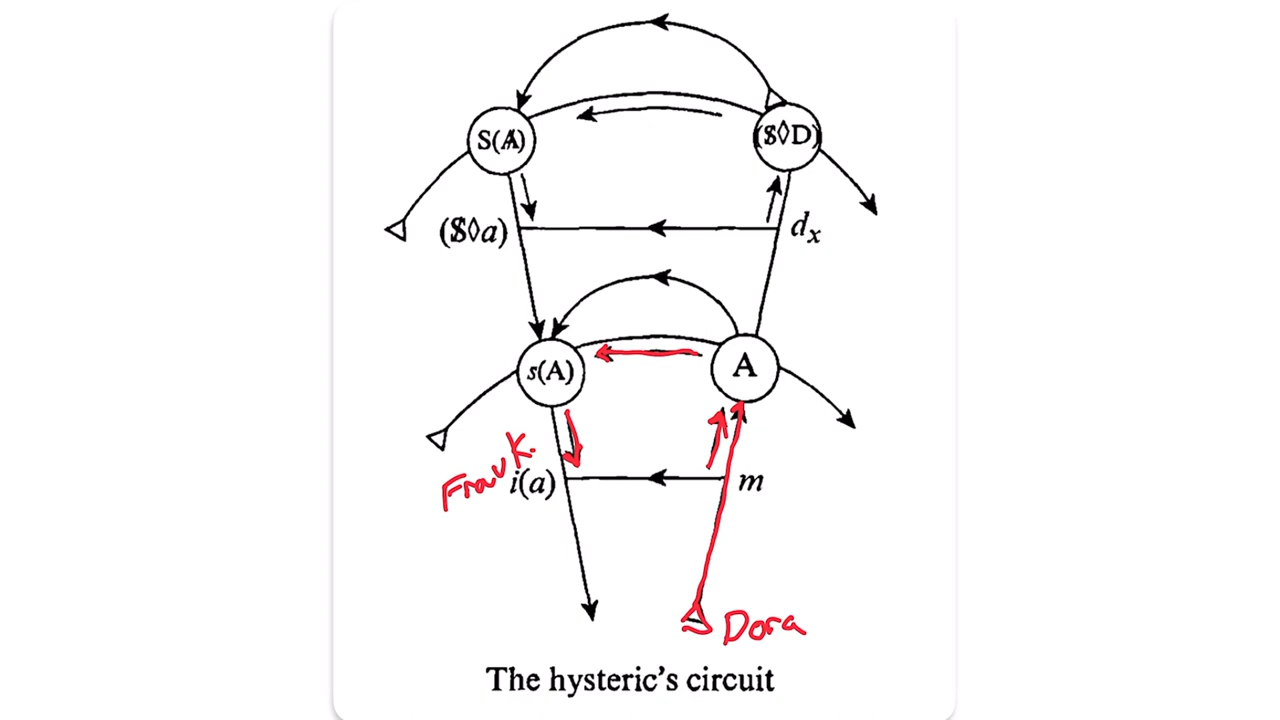 S(Ⱥ)
($◊D)
($◊a)
dₓ
s(A)
A
Frau K.
i(a)
m
Dora
The hysteric's circuit